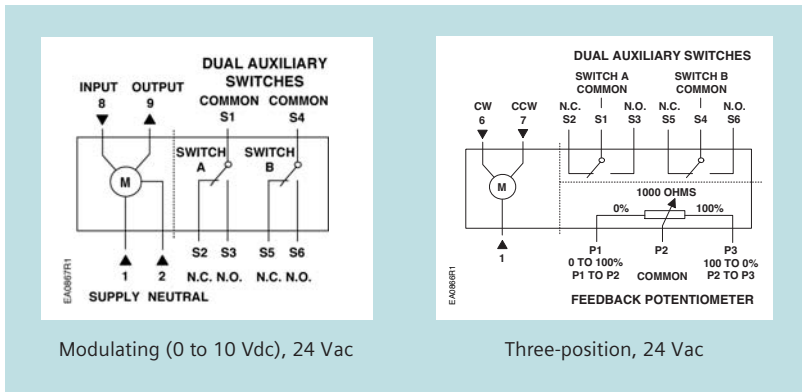 DUAL AUXILIARY
SWITCHES
INPUT OUTPUT
8 9
COMMON COMMON
S1 S4
SWITCH A SWITCH B
M
S2 S3 S5 S6
1 2 N.C. N.O. N.C. N.O.
SUPPLY NEUTRAL
EA0867R1
Modulating (0 to 10 Vdc), 24 Vac
DUAL AUXILIARY SWITCHES
SWITCH A COMMON SWITCH B COMMON
CW CCW N.C. N.O. N.C. N.O.
6 7 S2 S1 S3 S5 S4 S6
M
1000 OHMS
0% 100%
1 P1 P2 P3
0 TO 100% 100 TO 0%
P1 TO P2 COMMON P2 TO P3
FEEDBACK POTENTIOMETER
EA0866R1
Three-position, 24 Vac